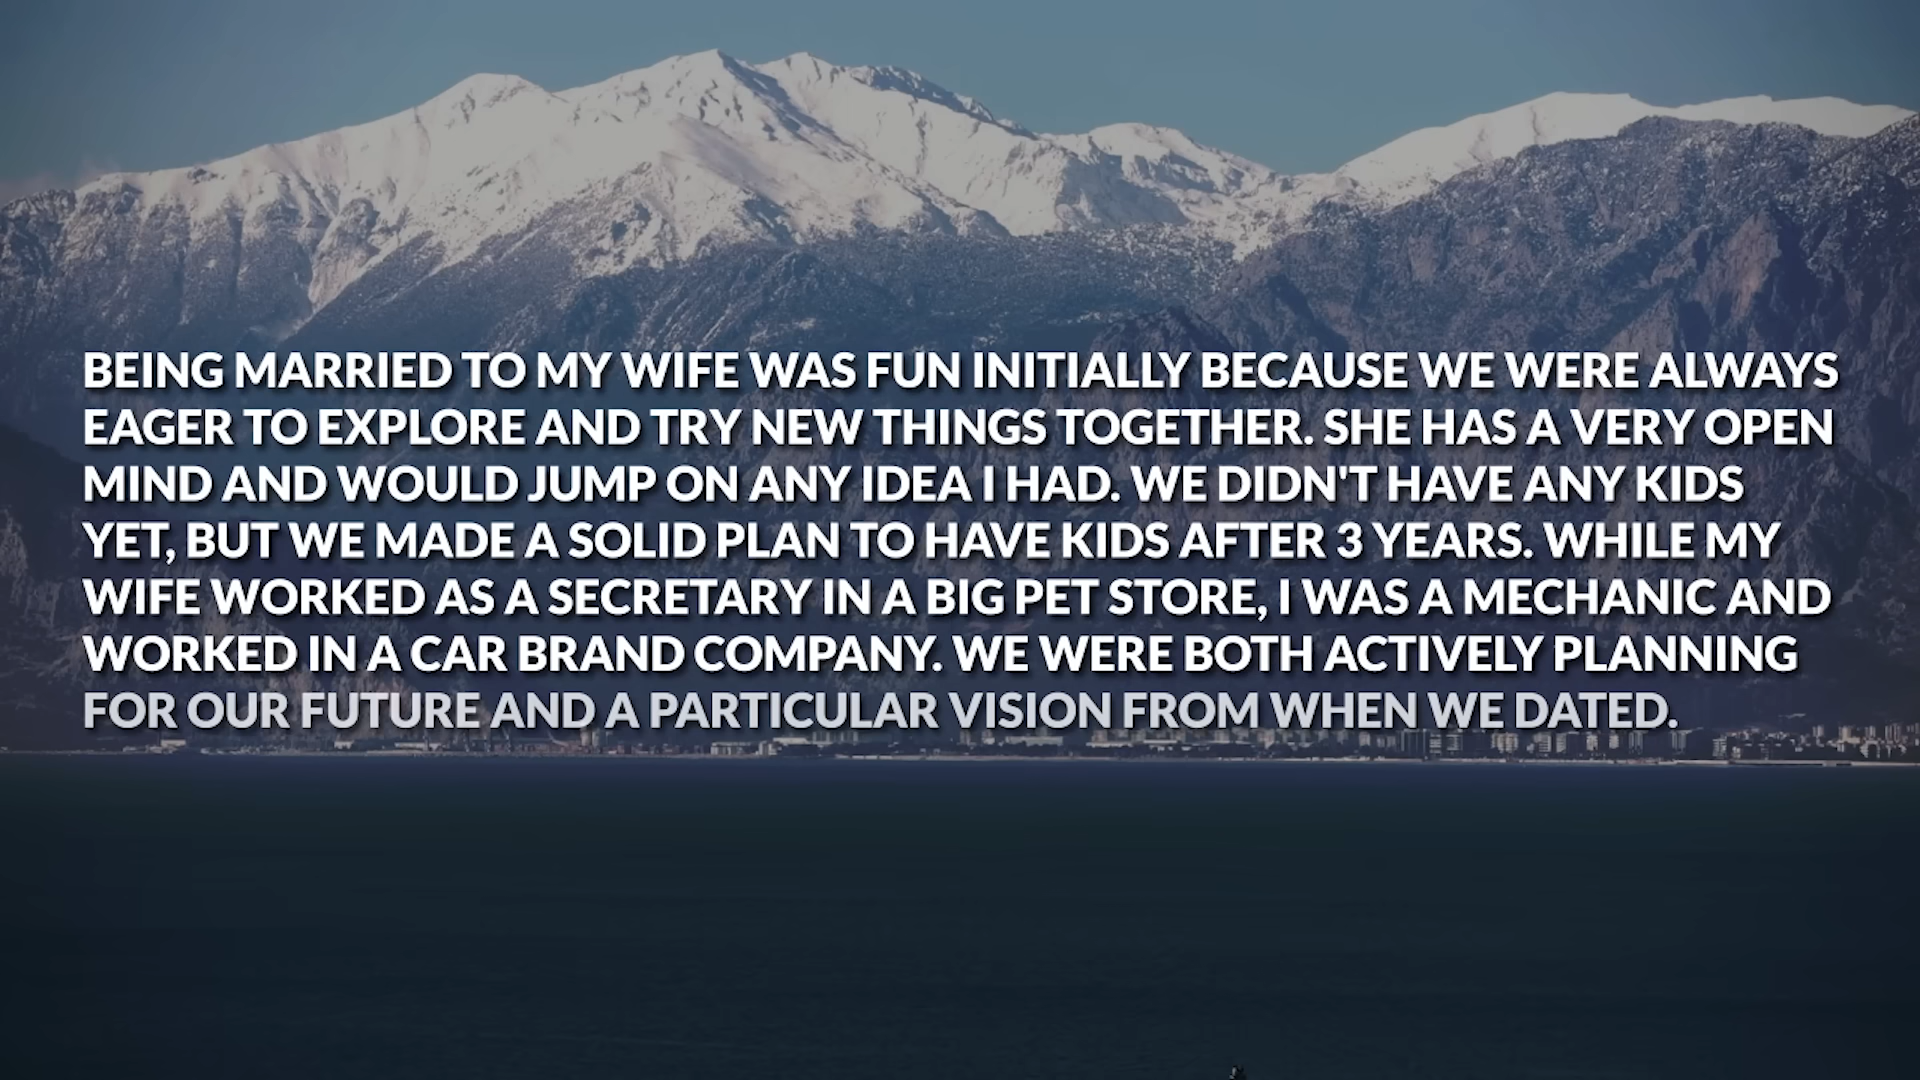 BEING MARRIED TO MY WIFE WAS FUN INITIALLY BECAUSE WE WERE ALWAYS
EAGER TO EXPLORE AND TRY NEW THINGS TOGETHER. SHE HAS A VERY OPEN
MIND AND WOULD JUMP ON ANY IDEA I HAD. WE DIDN'T HAVE ANY KIDS
YET, BUT WE MADE A SOLID PLAN TO HAVE KIDS AFTER 3 YEARS. WHILE MY
WIFE WORKED AS A SECRETARY IN A BIG PET STORE, I WAS A MECHANIC AND
WORKED IN A CAR BRAND COMPANY. WE WERE BOTH ACTIVELY PLANNING
FOR OUR FUTURE AND A PARTICULAR VISION FROM WHEN WE DATED.